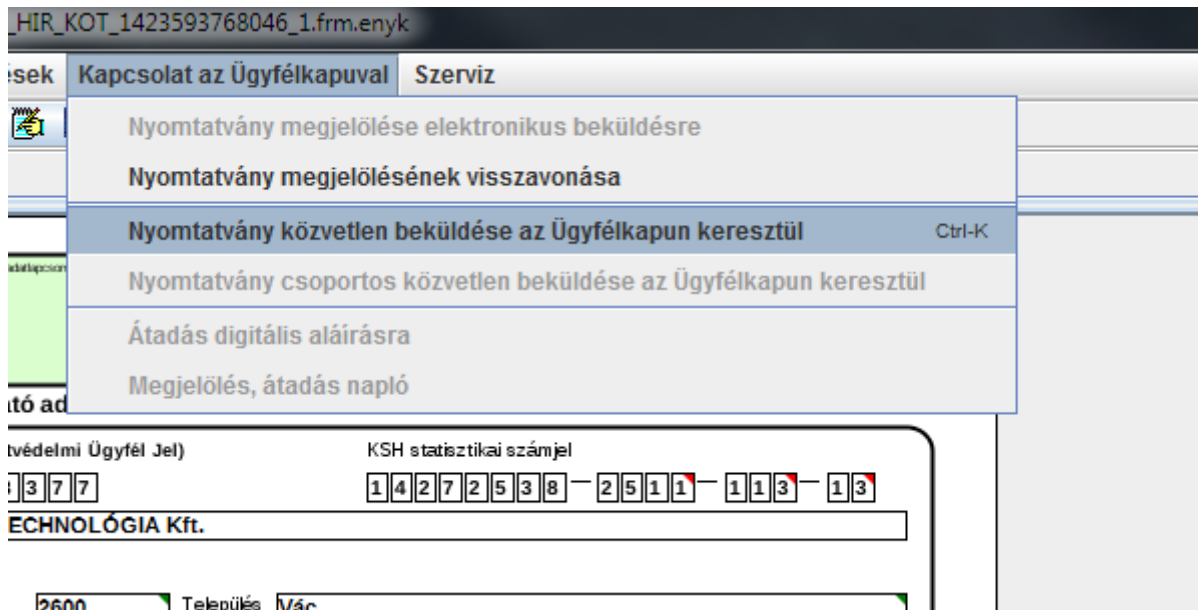 _HIR_KOT_1423593768046_1.frm.enyk
ések Kapcsolat az Ügyfélkapuval Szerviz
Nyomtatvány megjelölése elektronikus beküldésre
Nyomtatvány megjelölésének visszavonása
Nyomtatvány közvetlen beküldése az Ügyfélkapun keresztül Ctrl-K
Nyomtatvány csoportos közvetlen beküldése az Ügyfélkapun keresztül
Átadás digitális aláírásra
Megjelölés, átadás napló
ató ad
tvédelmi Ügyfél Jel) KSH statisztikai számjel
377 14272538-2511-113-13
ECHNOLÓGIA Kft.
2600 Település Vác